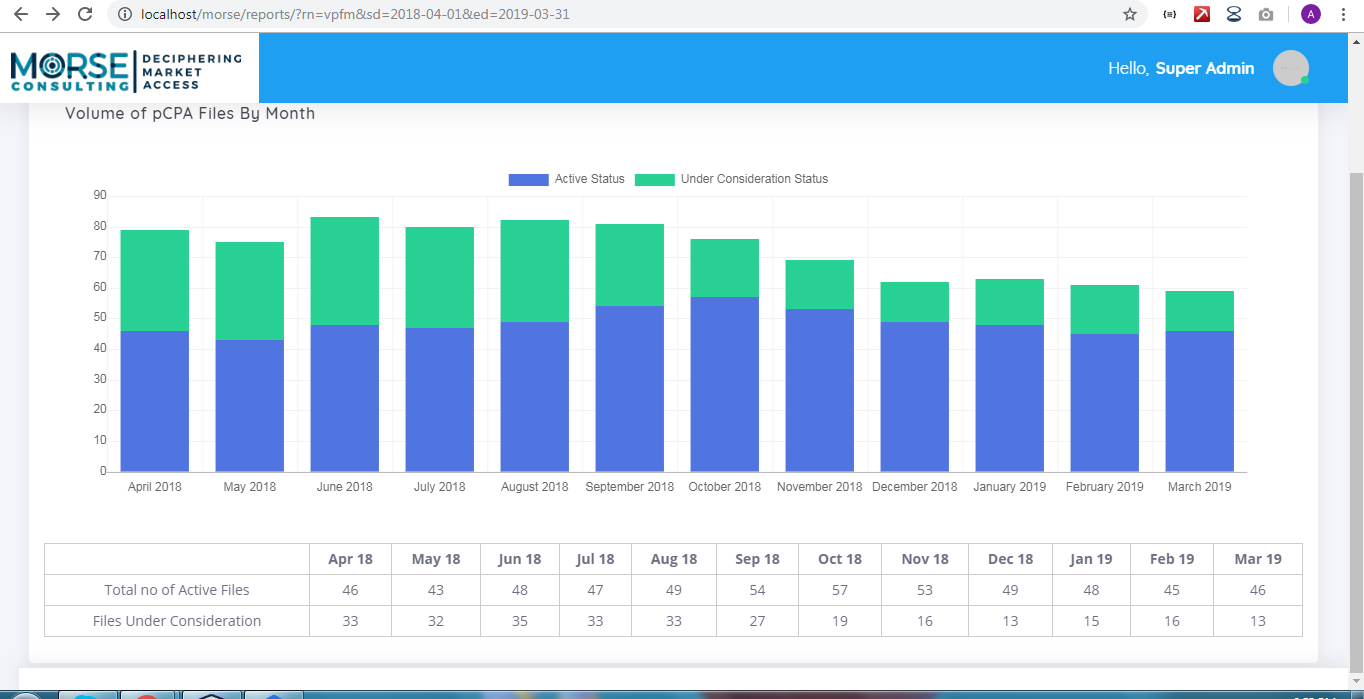 localhost/morse/reports/?rn=vpfm&sd=2018-04-01&ed=2019-03-31
A
MORSE
CONSULTING
DECIPHERING
MARKET
ACCESS
Hello, Super Admin
Volume of pCPA Files By Month
Active Status Under Consideration Status
90
80
70
60
50
40
30
20
10
0
April 2018 May 2018 June 2018 July 2018 August 2018 September 2018 October 2018 November 2018 December 2018 January 2019 February 2019 March 2019
Apr 18 May 18 Jun 18 Jul 18 Aug 18 Sep 18 Oct 18 Nov 18 Dec 18 Jan 19 Feb 19 Mar 19
Total no of Active Files 46 43 48 47 49 54 57 53 49 48 45 46
Files Under Consideration 33 32 35 33 33 27 19 16 13 15 16 13